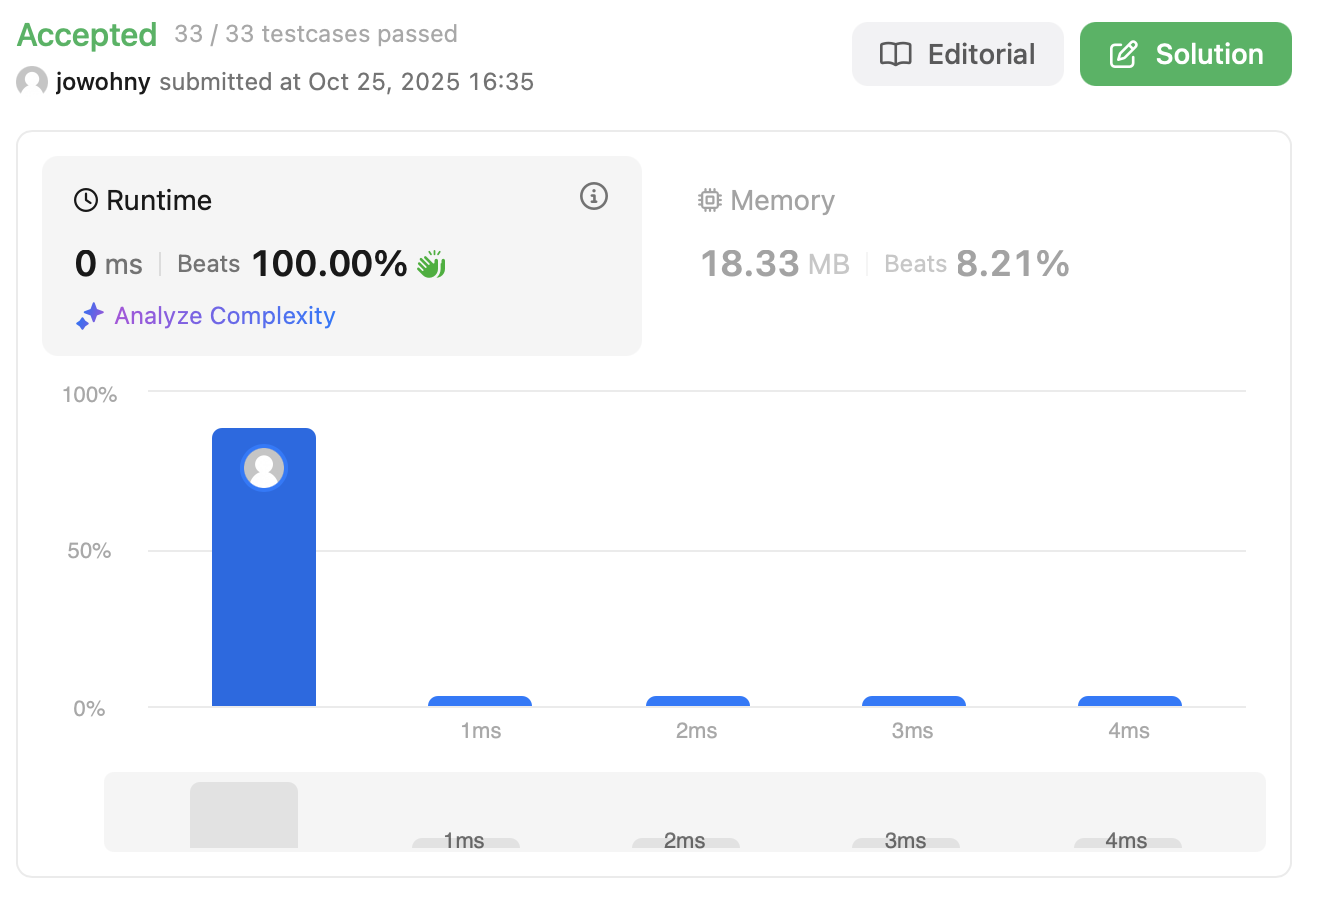 Accepted 33 / 33 testcases passed
jowohny submitted at Oct 25, 2025 16:35
Editorial
Solution
Runtime
0 ms Beats 100.00%
Analyze Complexity
Memory
18.33 MB Beats 8.21%
100%
50%
0%
1ms 2ms 3ms 4ms
1ms 2ms 3ms 4ms